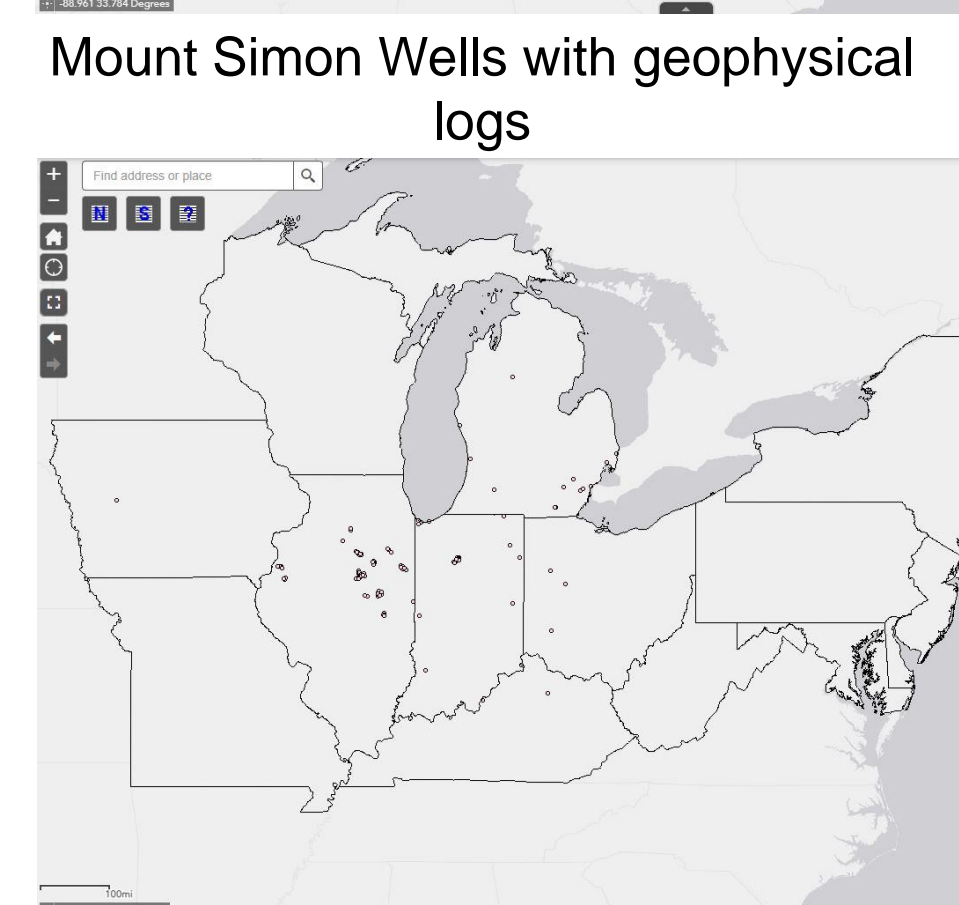 -88.961 33.784 Degrees
Mount Simon Wells with geophysical
logs
+
Find address or place
−
N S ?
100mi